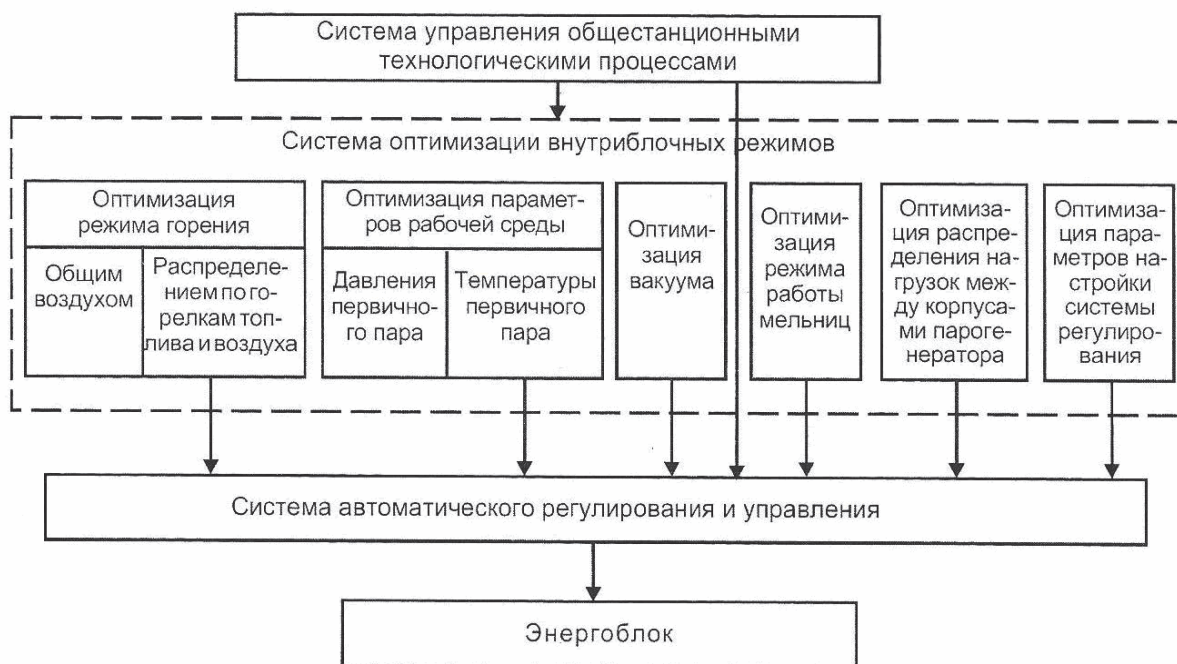 Система управления общестанционными
технологическими процессами
Система оптимизации внутриблочных режимов
Оптимизация
режима горения
Общим
воздухом
Распределе-
нием по го-
релкам топ-
лива и воздуха
Оптимизация парамет-
ров рабочей среды
Давления
первично-
го пара
Температуры
первичного
пара
Оптими-
зация
вакуума
Оптими-
зация
режима
работы
мельниц
Оптимиза-
ция распре-
деления на-
грузок меж-
ду корпуса-
ми пароге-
нератора
Оптимиза-
ция пара-
метров на-
стройки
системы
регулиро-
вания
Система автоматического регулирования и управления
Энергоблок